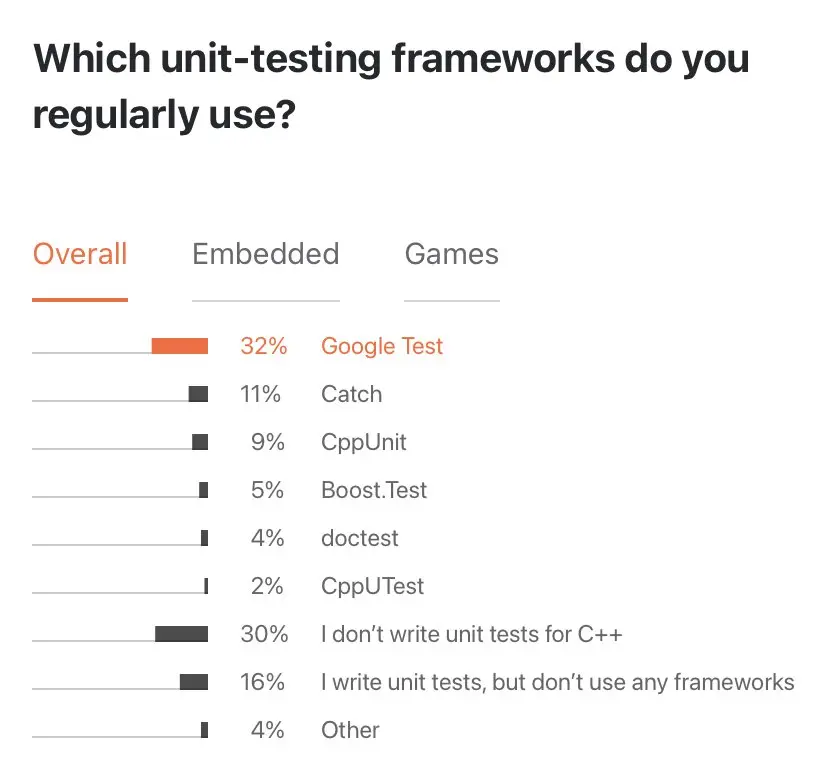 Which unit-testing frameworks do you
regularly use?
Overall Embedded Games
32% Google Test
11% Catch
9% CppUnit
5% Boost.Test
4% doctest
2% CppUTest
30% I don’t write unit tests for C++
16% I write unit tests, but don’t use any frameworks
4% Other